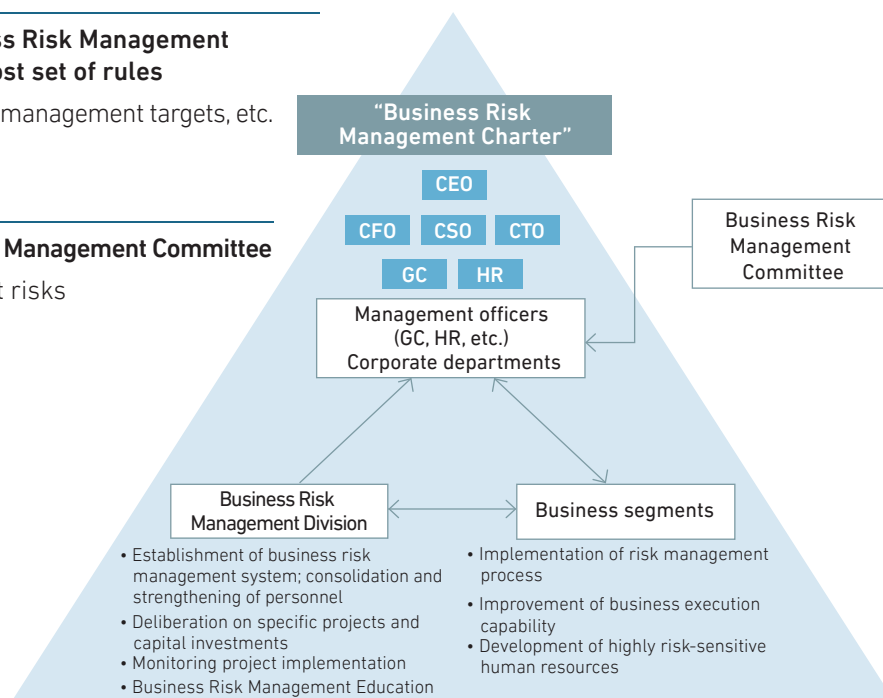 ss Risk Management
ost set of rules
management targets, etc.
Management Committee
t risks
“Business Risk
Management Charter”
CEO
CFO CSO CTO
GC HR
Management officers
(GC, HR, etc.)
Corporate departments
Business Risk
Management
Committee
Business Risk
Management Division
• Establishment of business risk
management system; consolidation and
strengthening of personnel
• Deliberation on specific projects and
capital investments
• Monitoring project implementation
• Business Risk Management Education
Business segments
• Implementation of risk management
process
• Improvement of business execution
capability
• Development of highly risk-sensitive
human resources